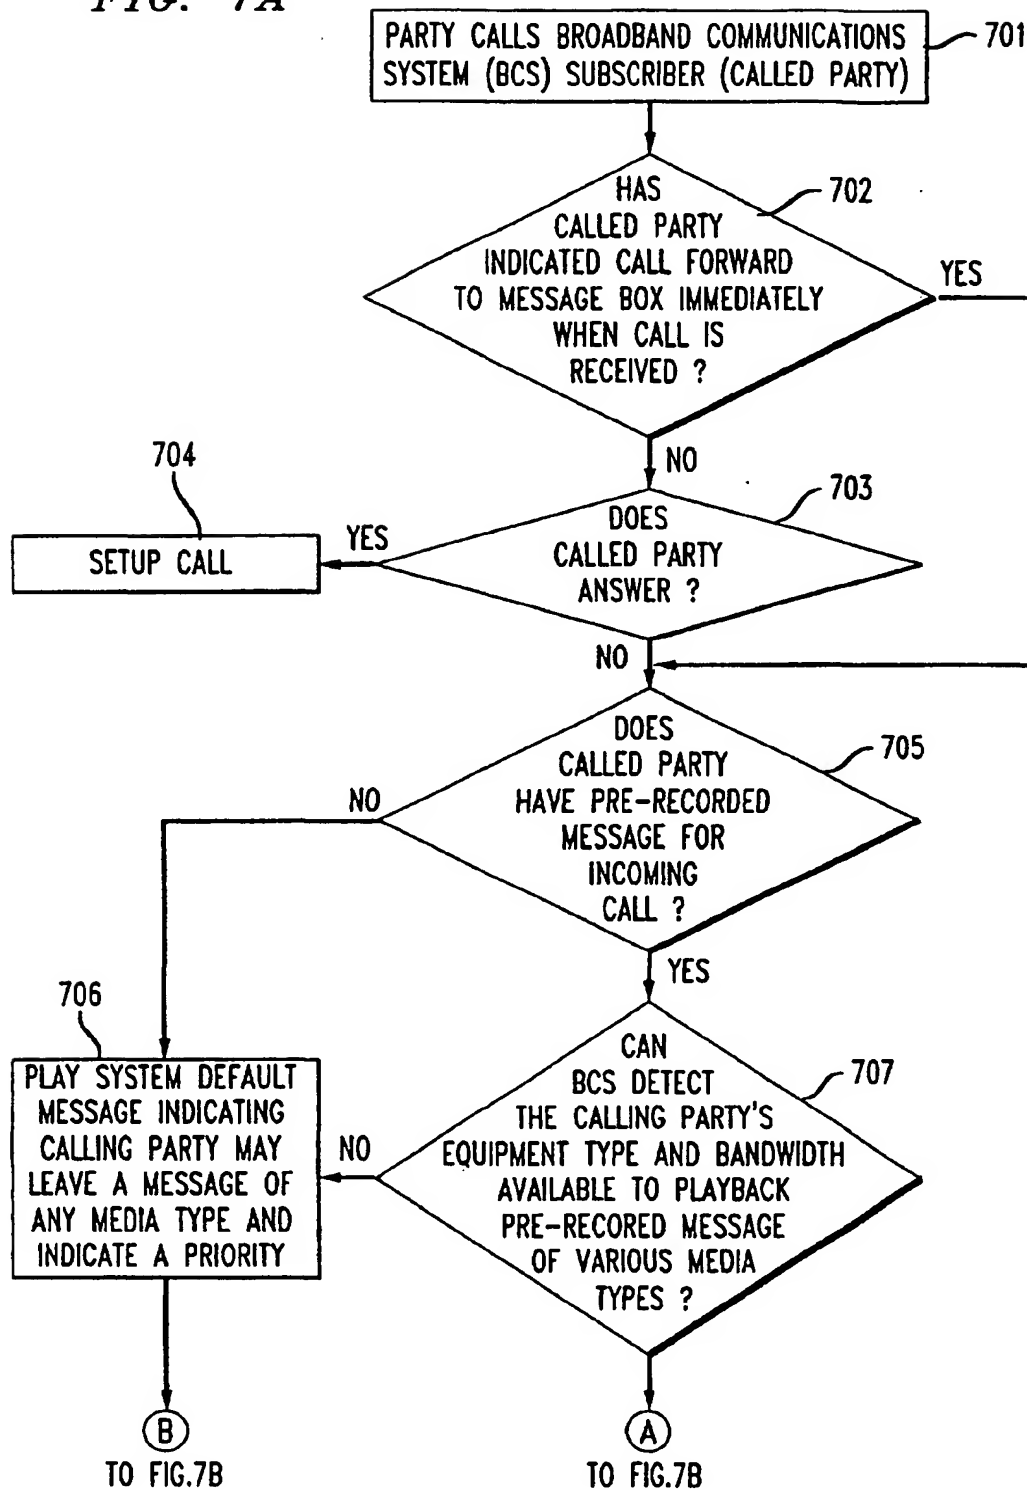 FIG. 7A
PARTY CALLS BROADBAND COMMUNICATIONS
SYSTEM (BCS) SUBSCRIBER (CALLED PARTY)
701
HAS
CALLED PARTY
INDICATED CALL FORWARD
TO MESSAGE BOX IMMEDIATELY
WHEN CALL IS
RECEIVED ?
702
YES
NO
DOES
CALLED PARTY
ANSWER ?
703
YES
704
SETUP CALL
NO
DOES
CALLED PARTY
HAVE PRE-RECORDED
MESSAGE FOR
INCOMING
CALL ?
705
NO
YES
706
PLAY SYSTEM DEFAULT
MESSAGE INDICATING
CALLING PARTY MAY
LEAVE A MESSAGE OF
ANY MEDIA TYPE AND
INDICATE A PRIORITY
CAN
BCS DETECT
THE CALLING PARTY'S
EQUIPMENT TYPE AND BANDWIDTH
AVAILABLE TO PLAYBACK
PRE-RECORED MESSAGE
OF VARIOUS MEDIA
TYPES ?
707
NO
B
TO FIG.7B
A
TO FIG.7B